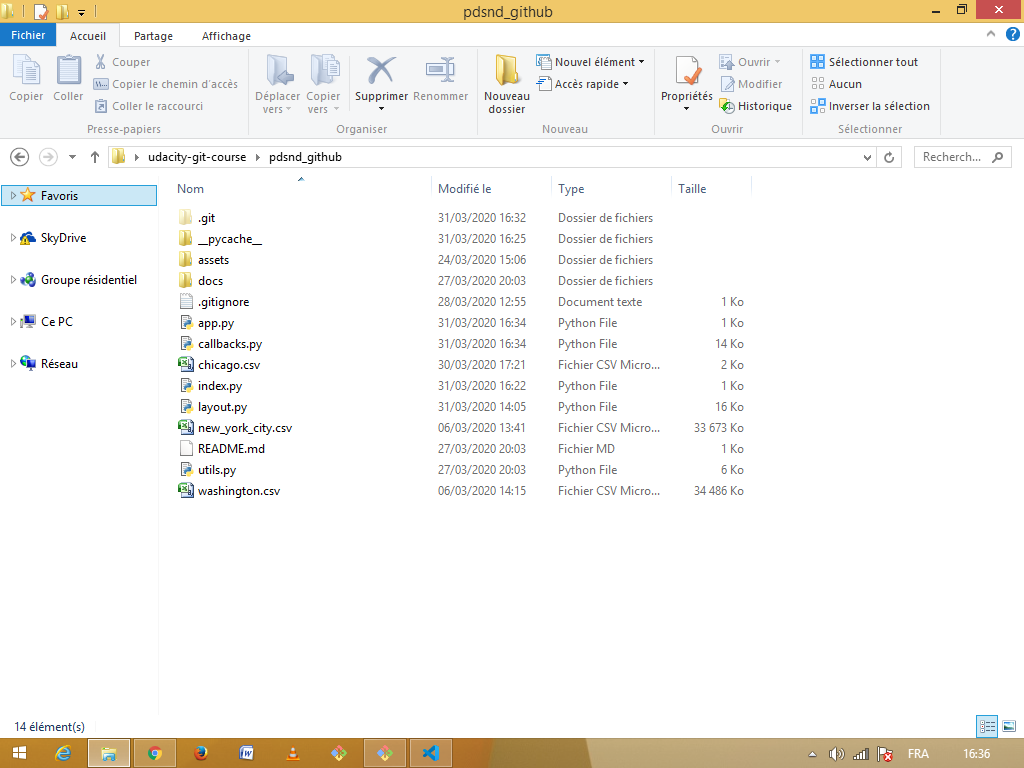 pdsnd_github
Fichier Accueil Partage Affichage
Copier Coller Couper Copier le chemin d'accès Coller le raccourci
Presse-papiers
Déplacer vers Copier vers Supprimer Renommer
Organiser
Nouveau dossier Nouvel élément Accès rapide
Nouveau
Propriétés Ouvrir Modifier Historique
Ouvrir
Sélectionner tout Aucun Inverser la sélection
Sélectionner
udacity-git-course pdsnd_github Recherch...
Favoris
SkyDrive
Groupe résidentiel
Ce PC
Réseau
Nom Modifié le Type Taille
.git 31/03/2020 16:32 Dossier de fichiers
__pycache__ 31/03/2020 16:25 Dossier de fichiers
assets 24/03/2020 15:06 Dossier de fichiers
docs 27/03/2020 20:03 Dossier de fichiers
.gitignore 28/03/2020 12:55 Document texte 1 Ko
app.py 31/03/2020 16:34 Python File 1 Ko
callbacks.py 31/03/2020 16:34 Python File 14 Ko
chicago.csv 30/03/2020 17:21 Fichier CSV Micro... 2 Ko
index.py 31/03/2020 16:22 Python File 1 Ko
layout.py 31/03/2020 14:05 Python File 16 Ko
new_york_city.csv 06/03/2020 13:41 Fichier CSV Micro... 33 673 Ko
README.md 27/03/2020 20:03 Fichier MD 1 Ko
utils.py 27/03/2020 20:03 Python File 6 Ko
washington.csv 06/03/2020 14:15 Fichier CSV Micro... 34 486 Ko
14 élément(s)
FRA 16:36